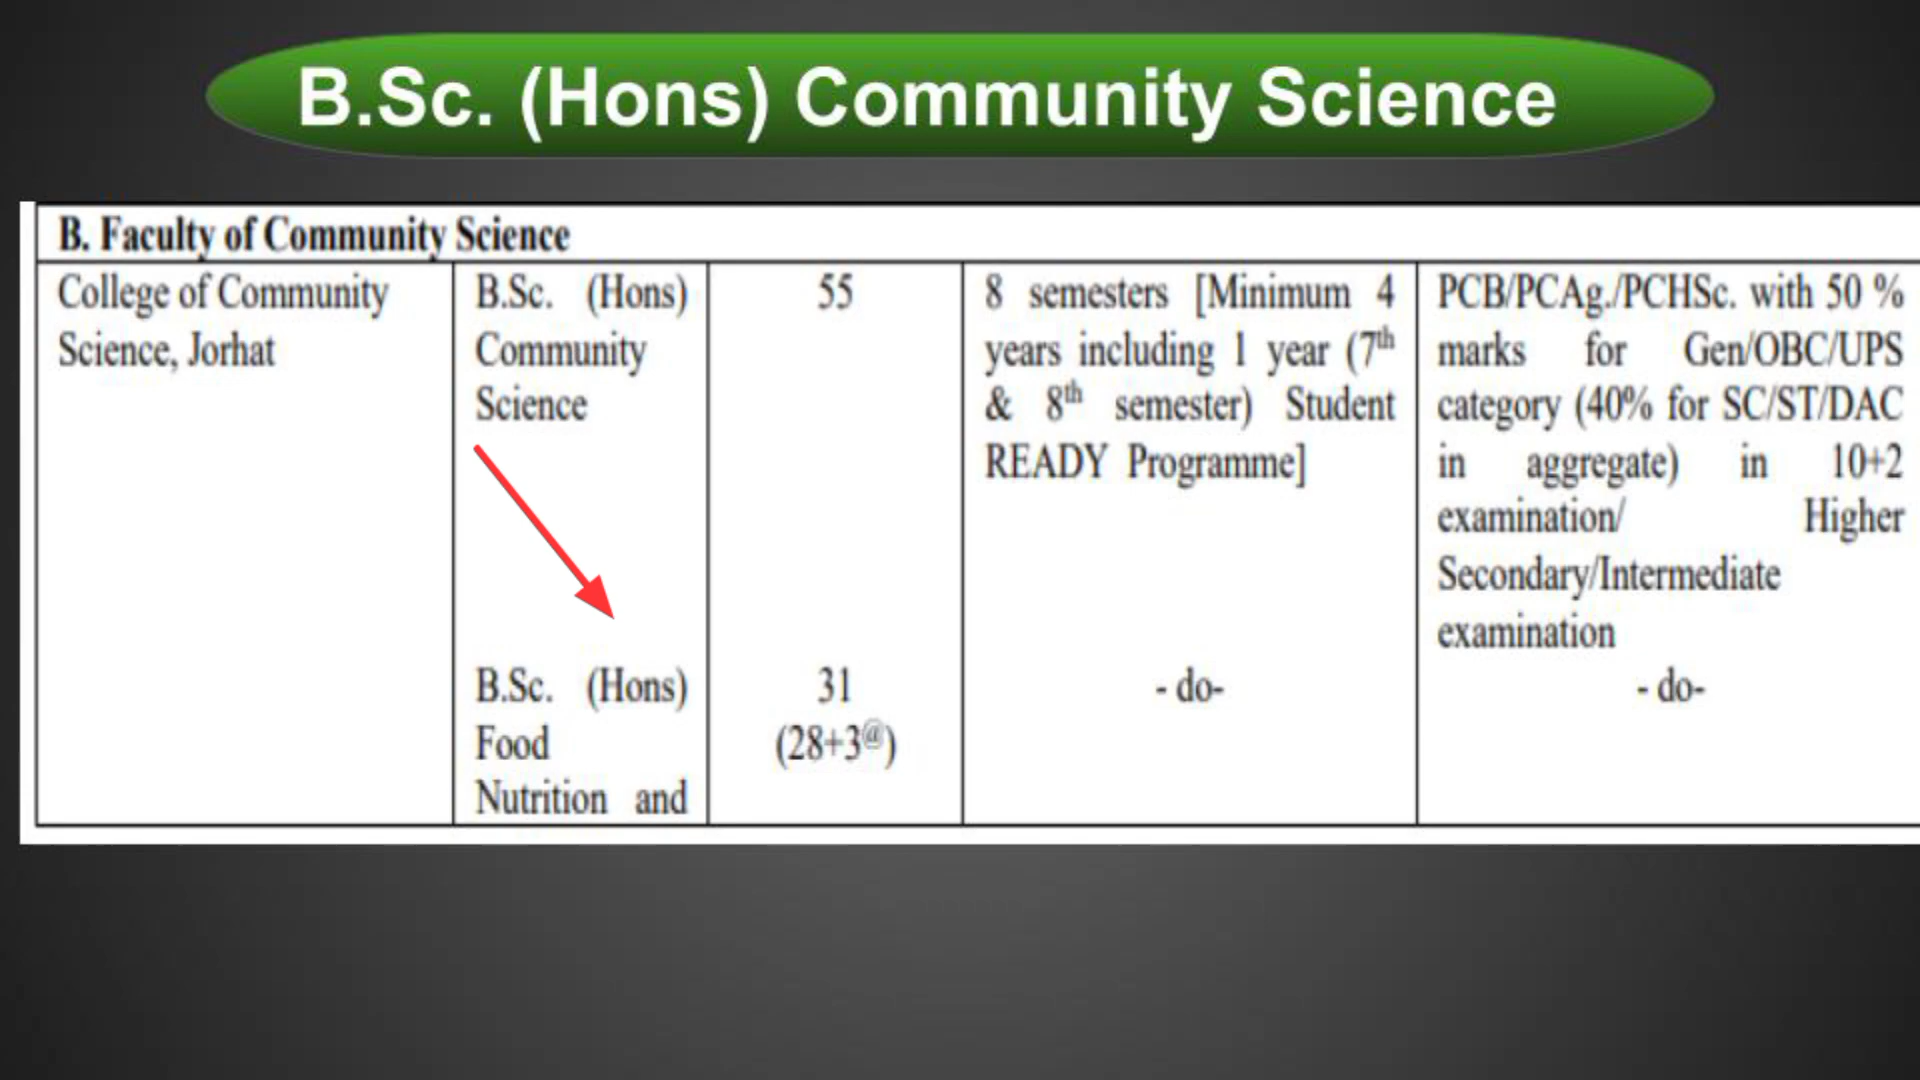 B.Sc. (Hons) Community Science
B. Faculty of Community Science
College of Community
Science, Jorhat
B.Sc. (Hons)
Community
Science
55
8 semesters [Minimum 4
years including 1 year (7th
& 8th semester) Student
READY Programme]
PCB/PCAg./PCHSc. with 50 %
marks for Gen/OBC/UPS
category (40% for SC/ST/DAC
in aggregate) in 10+2
examination/ Higher
Secondary/Intermediate
examination
B.Sc. (Hons)
Food
Nutrition and
31
(28+3@)
- do-
- do-